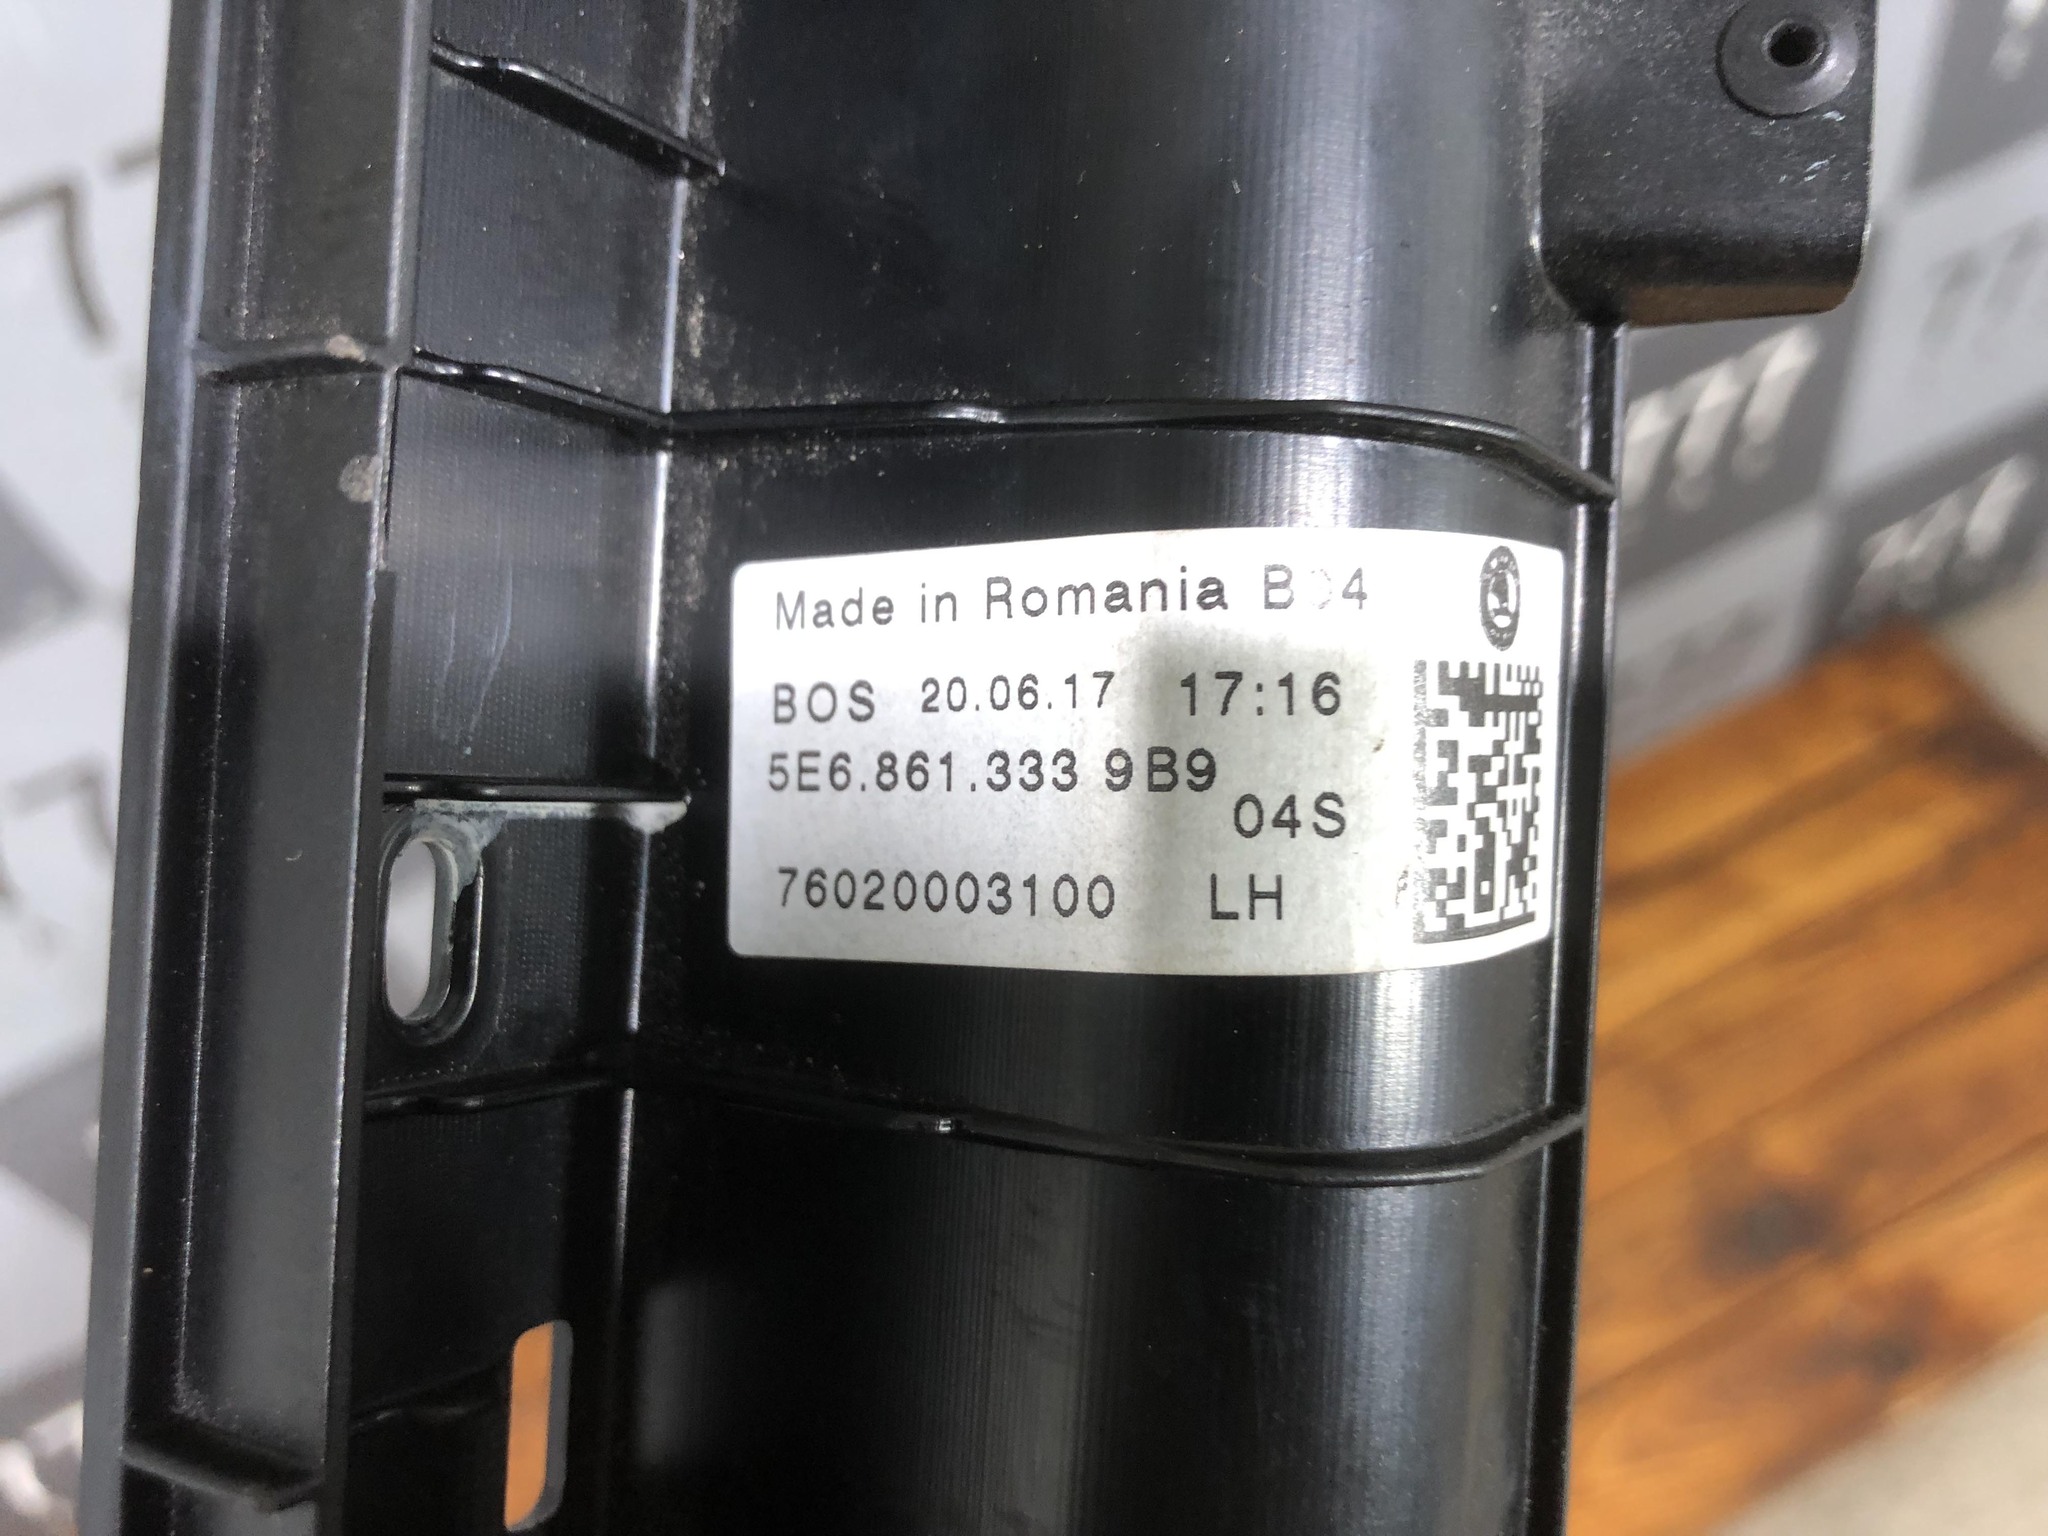 Made in Romania B04
BOS 20.06.17 17:16
5E6.861.333 9B9
04S
76020003100 LH